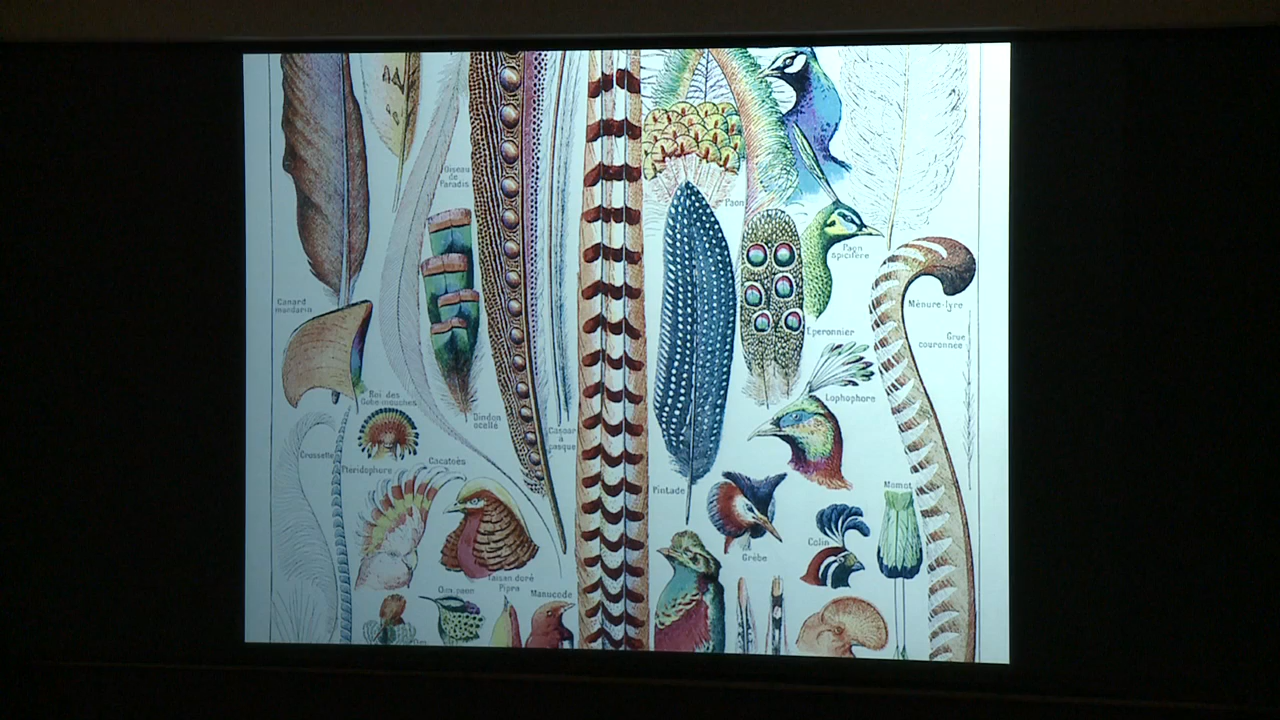 Oiseau
de
Paradis
Paon
Paon
spicifère
Canard
mandarin
Ménure-lyre
Grue
couronnée
Éperonnier
Roi des
Gobe-mouches
Dindon
ocellé
Lophophore
Casoar
à
casque
Ptéridophore
Cacatoès
Pintade
Momot
Colin
Grèbe
Faisan doré
Pipra
Manucode